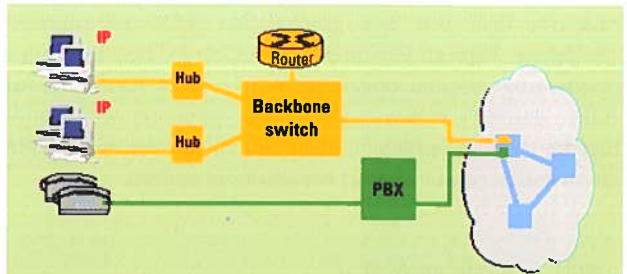 IP
Router
Hub
Backbone
switch
IP
Hub
PBX